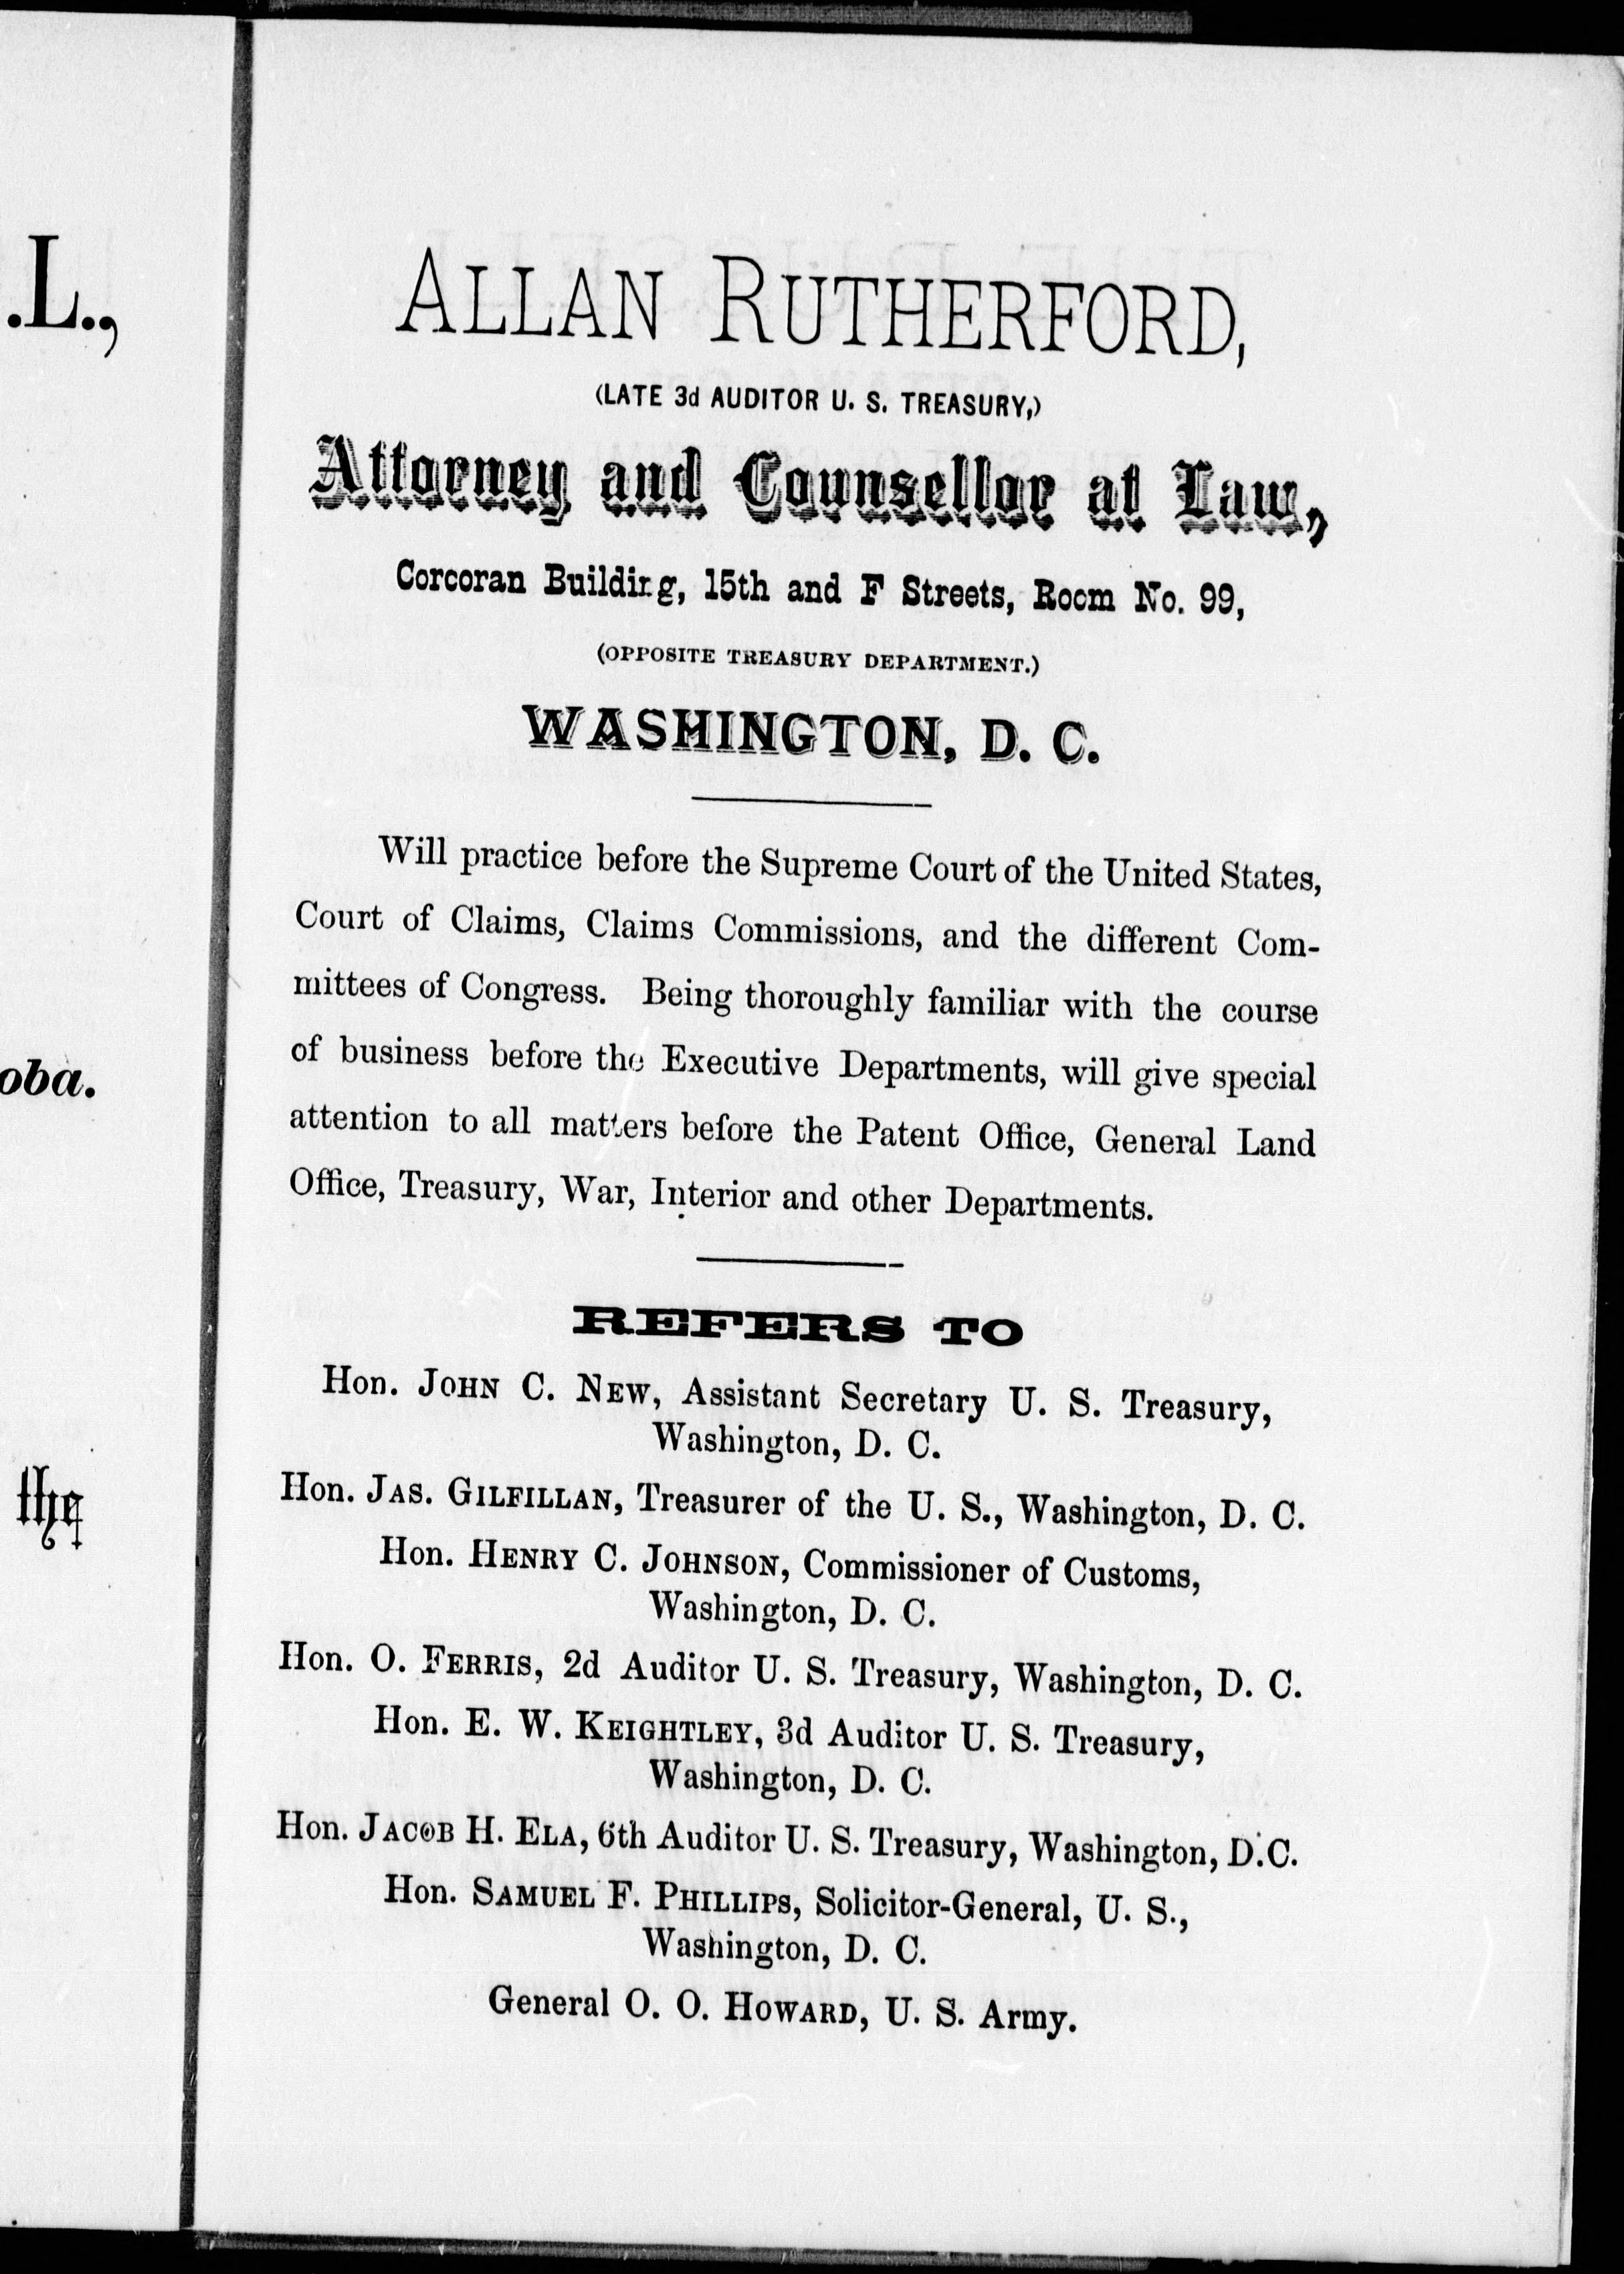 .L.,
oba.
the
ALLAN RUTHERFORD,
(LATE 3d AUDITOR U. S. TREASURY,)
Attorney and Counsellor at Law,
Corcoran Building, 15th and F Streets, Room No. 99,
(OPPOSITE TREASURY DEPARTMENT.)
WASHINGTON, D. C.
Will practice before the Supreme Court of the United States,
Court of Claims, Claims Commissions, and the different Com-
mittees of Congress. Being thoroughly familiar with the course
of business before the Executive Departments, will give special
attention to all matters before the Patent Office, General Land
Office, Treasury, War, Interior and other Departments.
REFERS TO
Hon. JOHN C. NEW, Assistant Secretary U. S. Treasury,
Washington, D. C.
Hon. JAS. GILFILLAN, Treasurer of the U. S., Washington, D. C.
Hon. HENRY C. JOHNSON, Commissioner of Customs,
Washington, D. C.
Hon. O. FERRIS, 2d Auditor U. S. Treasury, Washington, D. C.
Hon. E. W. KEIGHTLEY, 3d Auditor U. S. Treasury,
Washington, D. C.
Hon. JACOB H. ELA, 6th Auditor U. S. Treasury, Washington, D. C.
Hon. SAMUEL F. PHILLIPS, Solicitor-General, U. S.,
Washington, D. C.
General O. O. HOWARD, U. S. Army.